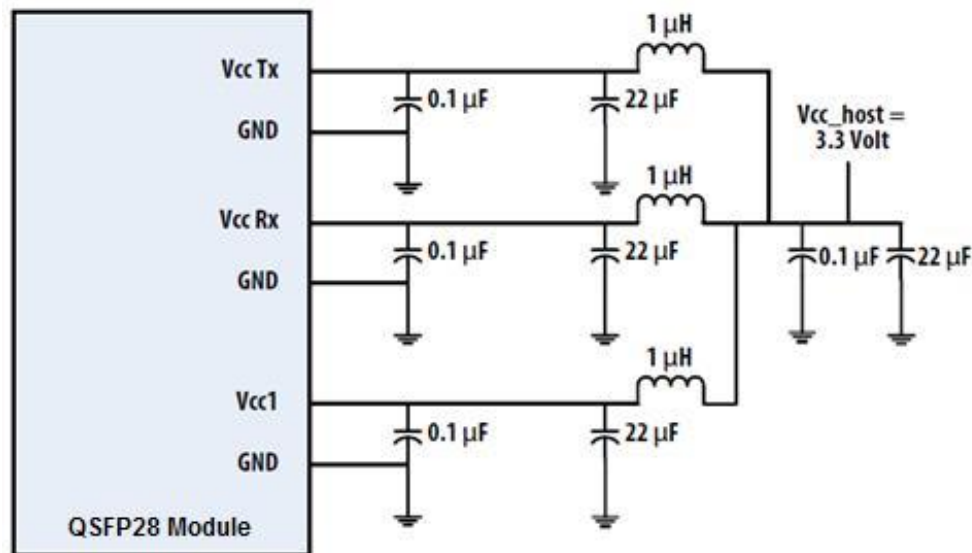 1 μH
Vcc Tx
0.1 μF
22 μF
GND
Vcc_host =
3.3 Volt
1 μH
Vcc Rx
0.1 μF
22 μF
0.1 μF
22 μF
GND
1 μH
Vcc1
0.1 μF
22 μF
GND
QSFP28 Module